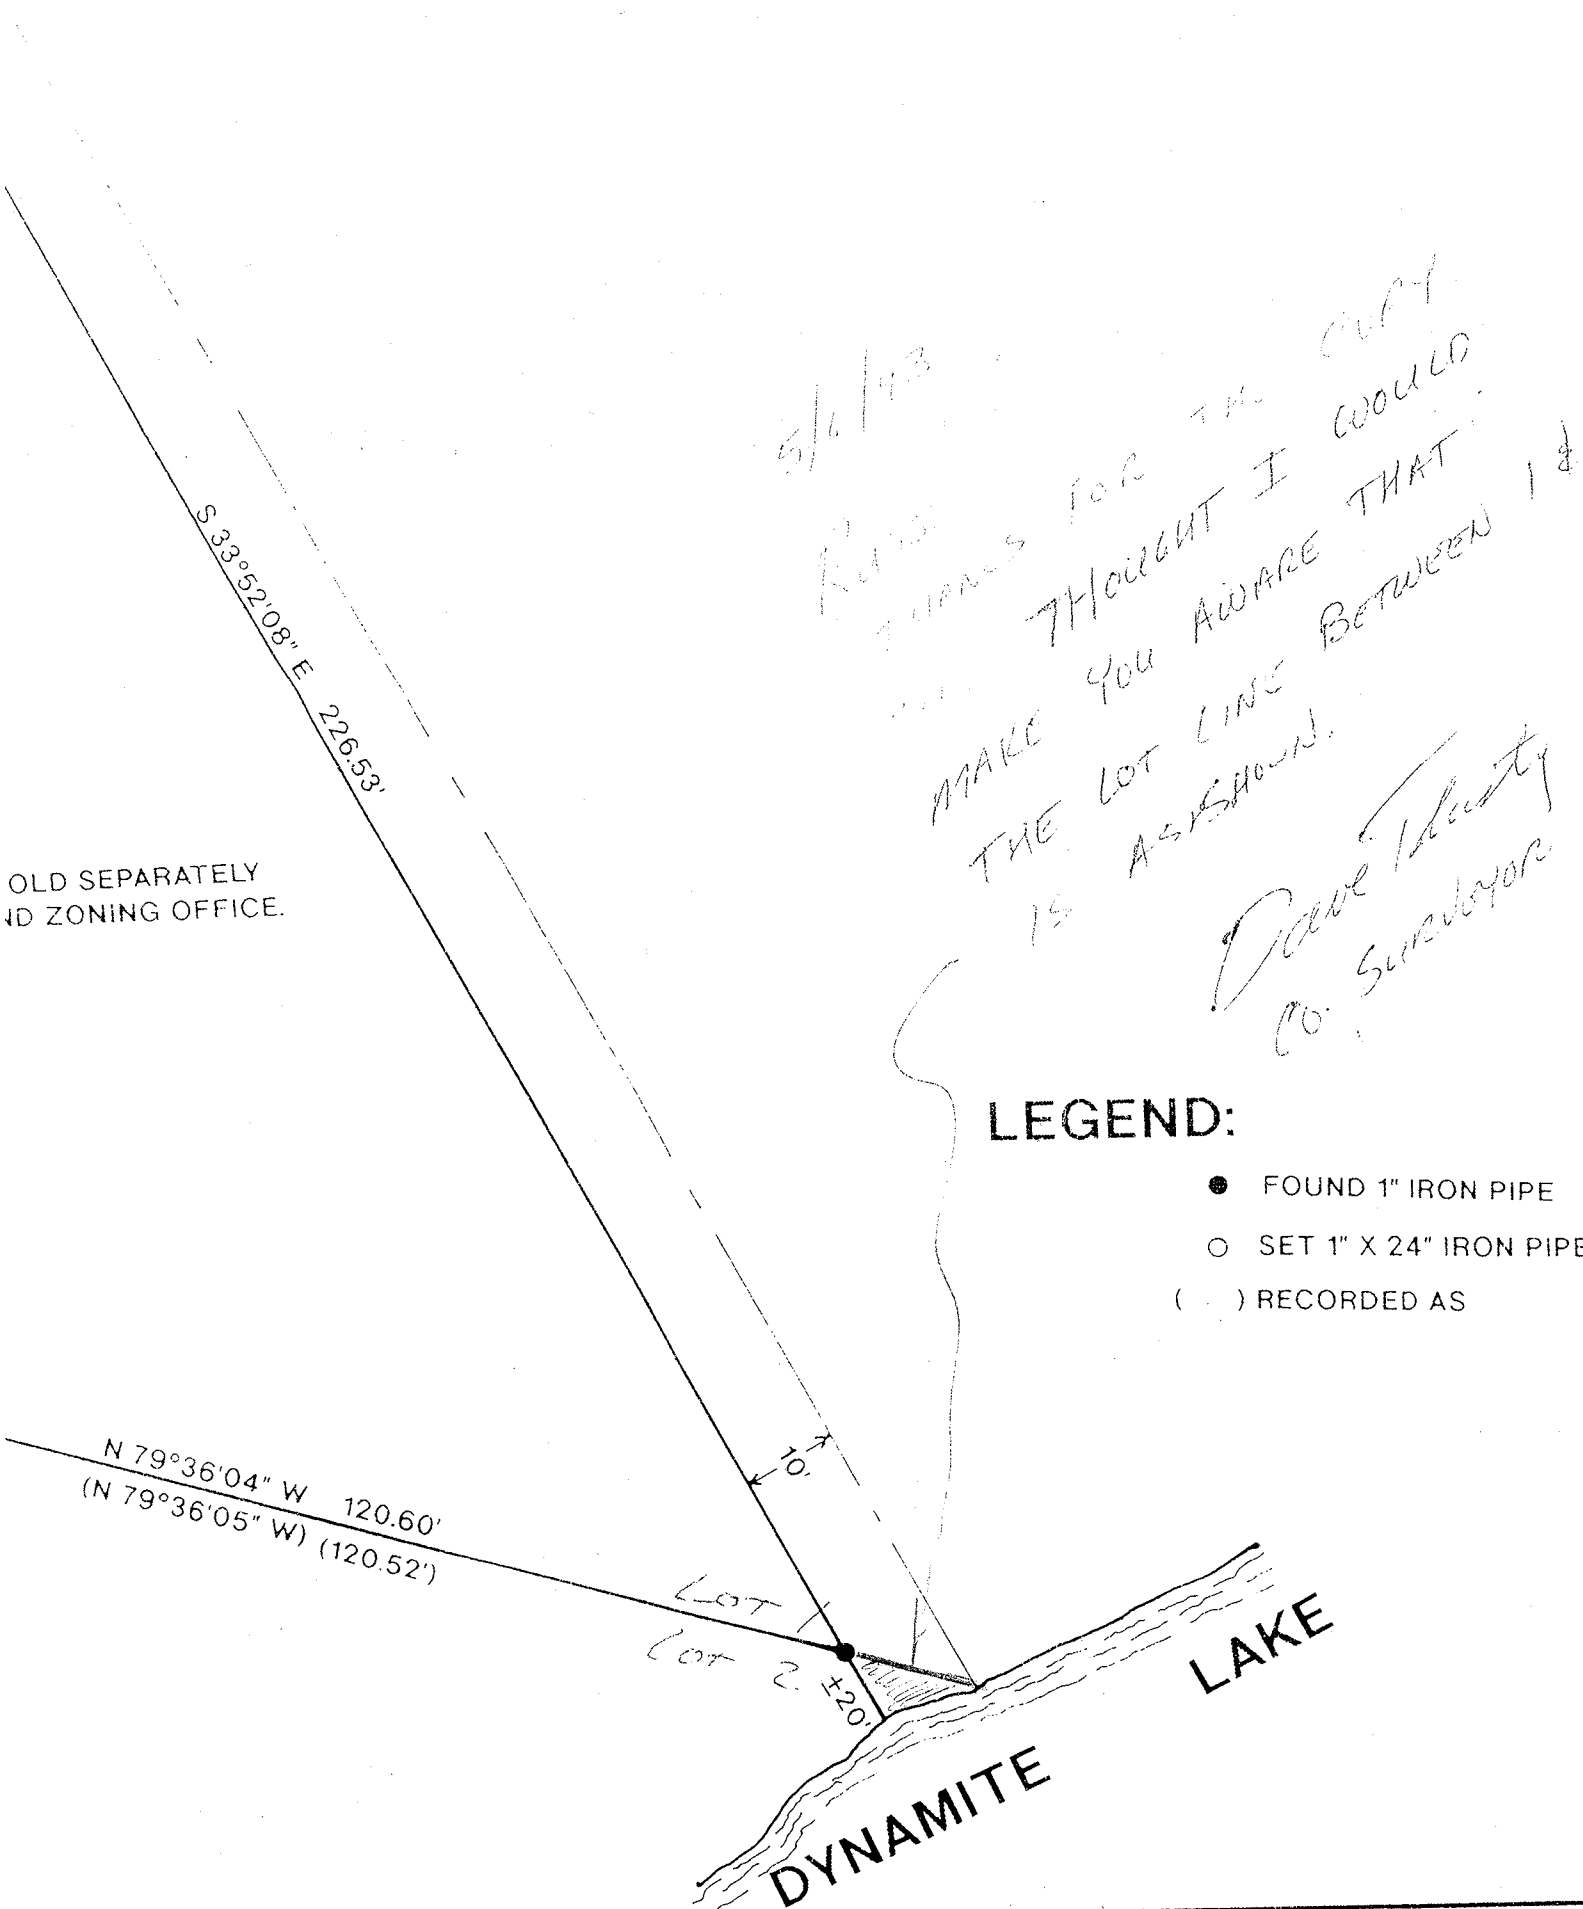 5/6/93
RUSS
THANKS FOR THE COPY
THOUGHT I WOULD
MAKE YOU AWARE THAT
THE LOT LINE BETWEEN 1 &
IS AS SHOWN.
Dave
CO. SURVEYOR
S 33°52'08" E 226.53'
OLD SEPARATELY
ND ZONING OFFICE.
LEGEND:
● FOUND 1" IRON PIPE
○ SET 1" X 24" IRON PIPE
( ) RECORDED AS
10'
N 79°36'04" W 120.60'
(N 79°36'05" W) (120.52')
LOT 1
LOT 2
±20'
DYNAMITE LAKE